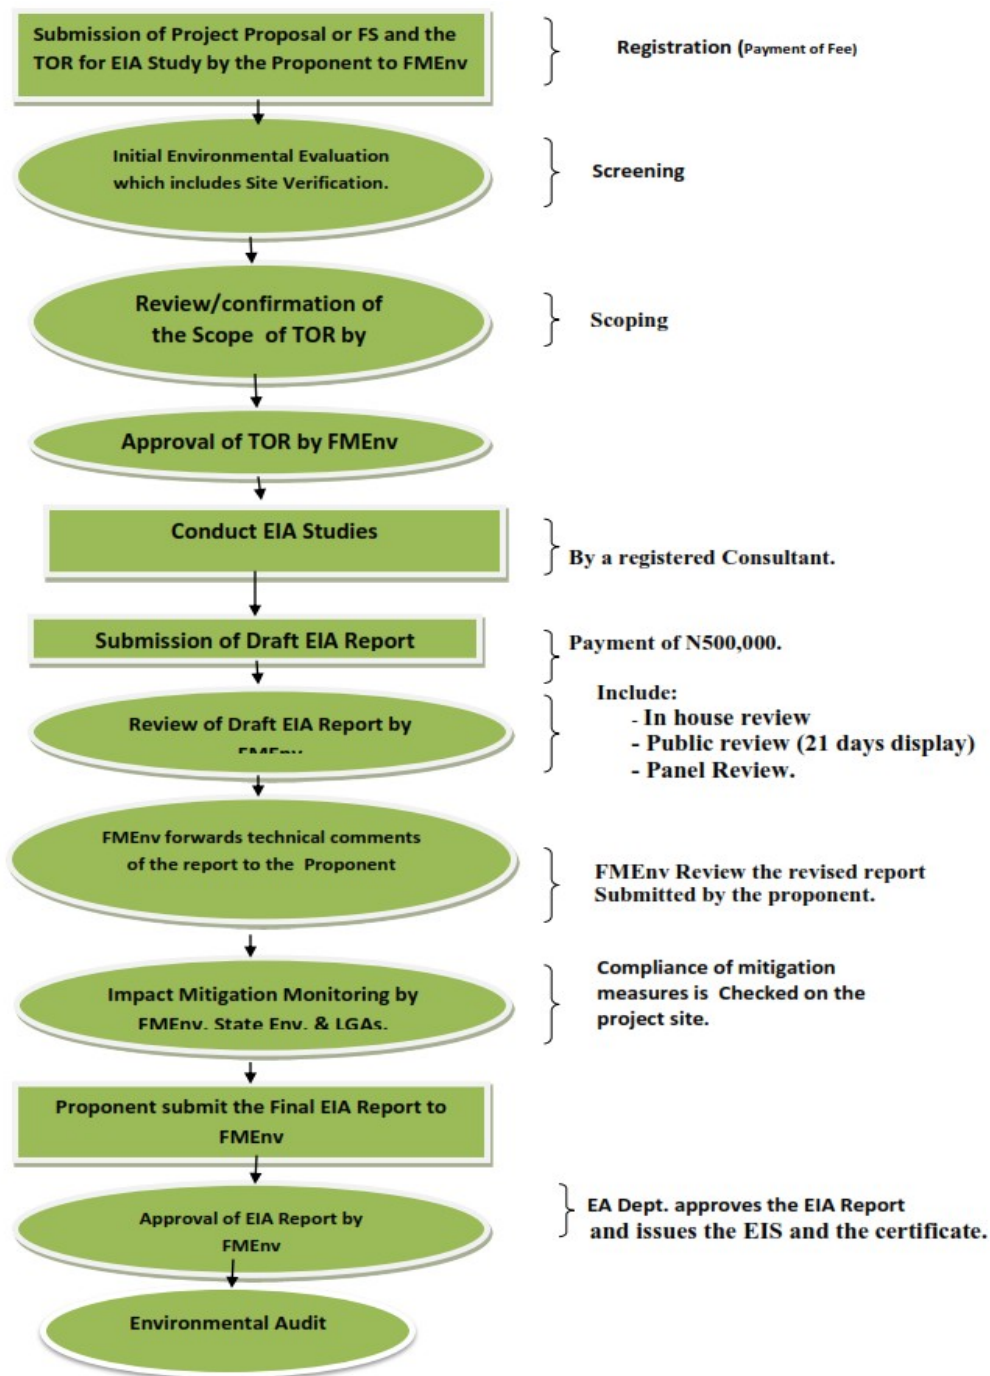 Submission of Project Proposal or FS and the
TOR for EIA Study by the Proponent to FMEnv
Registration (Payment of Fee)
Initial Environmental Evaluation
which includes Site Verification.
Screening
Review/confirmation of
the Scope of TOR by
Scoping
Approval of TOR by FMEnv
Conduct EIA Studies
By a registered Consultant.
Submission of Draft EIA Report
Payment of N500,000.
Review of Draft EIA Report by
FMEnv
Include:
- In house review
- Public review (21 days display)
- Panel Review.
FMEnv forwards technical comments
of the report to the Proponent
FMEnv Review the revised report
Submitted by the proponent.
Impact Mitigation Monitoring by
FMEnv, State Env. & LGAs.
Compliance of mitigation
measures is Checked on the
project site.
Proponent submit the Final EIA Report to
FMEnv
Approval of EIA Report by
FMEnv
EA Dept. approves the EIA Report
and issues the EIS and the certificate.
Environmental Audit